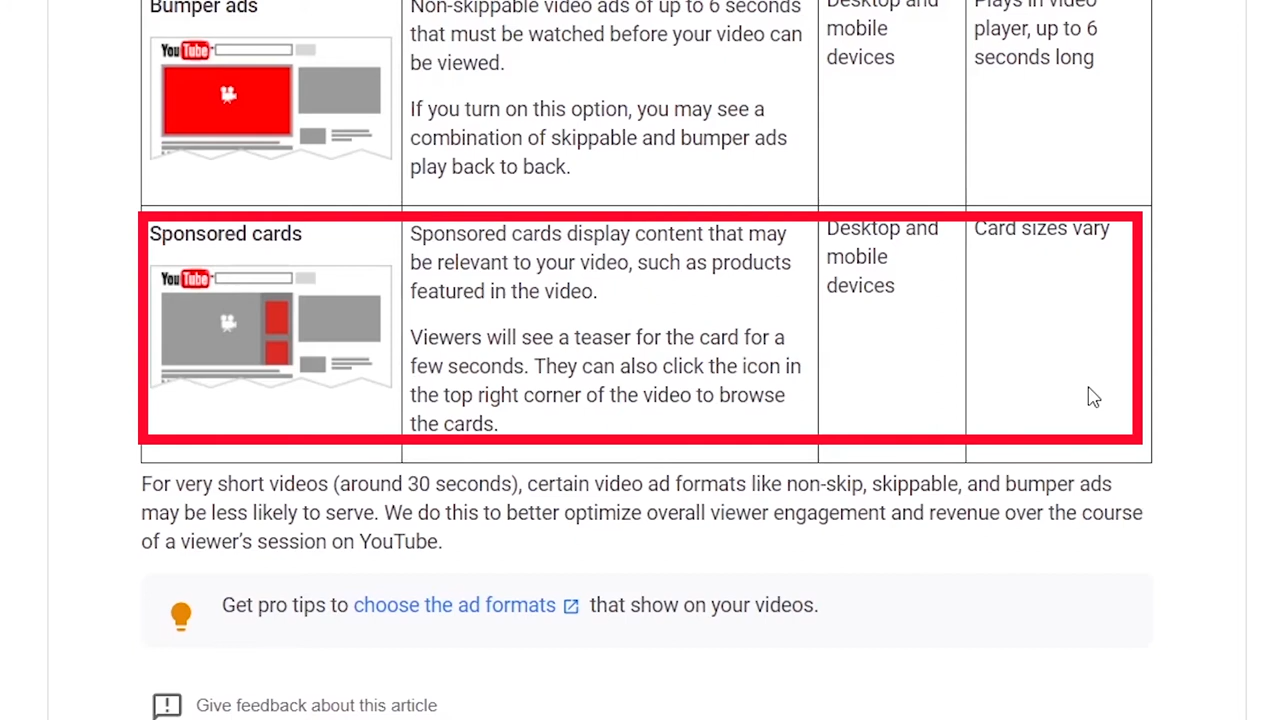 Bumper ads
YouTube
Non-skippable video ads of up to 6 seconds
that must be watched before your video can
be viewed.
If you turn on this option, you may see a
combination of skippable and bumper ads
play back to back.
Desktop and
mobile
devices
Plays in video
player, up to 6
seconds long
Sponsored cards
YouTube
Sponsored cards display content that may
be relevant to your video, such as products
featured in the video.
Viewers will see a teaser for the card for a
few seconds. They can also click the icon in
the top right corner of the video to browse
the cards.
Desktop and
mobile
devices
Card sizes vary
For very short videos (around 30 seconds), certain video ad formats like non-skip, skippable, and bumper ads
may be less likely to serve. We do this to better optimize overall viewer engagement and revenue over the course
of a viewer’s session on YouTube.
Get pro tips to choose the ad formats that show on your videos.
Give feedback about this article